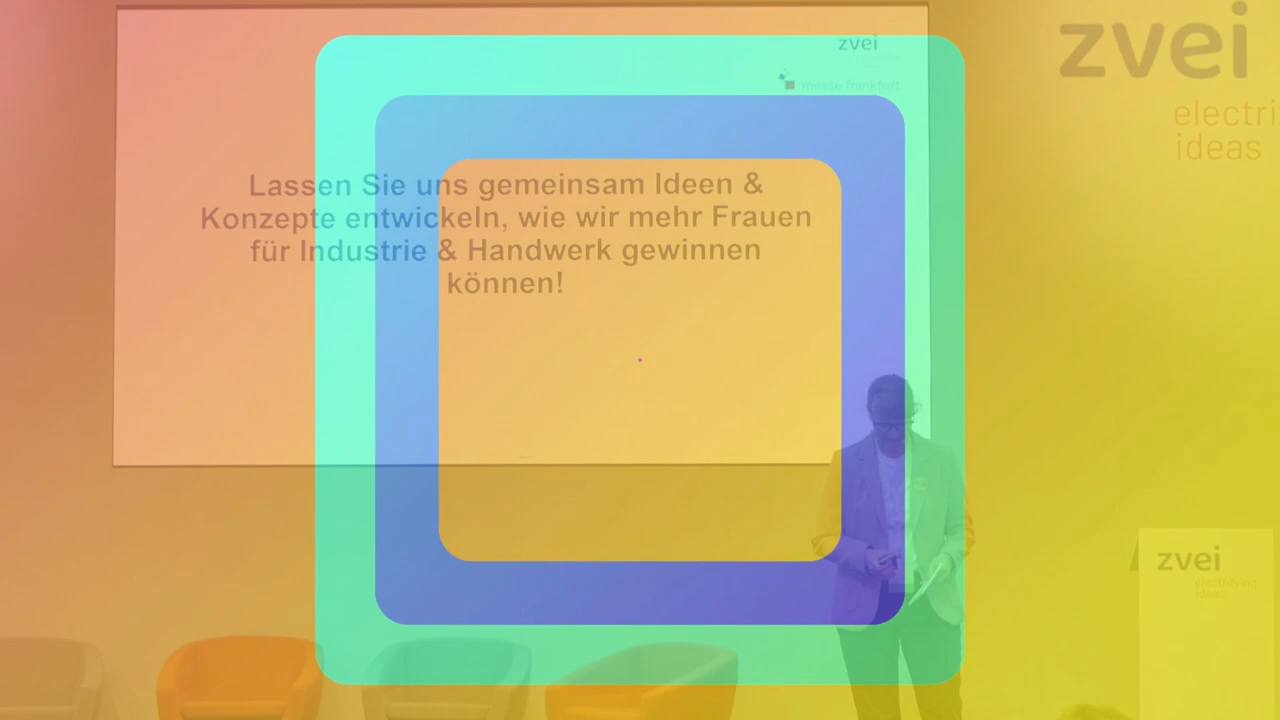 zvei
messe frankfurt
Lassen Sie uns gemeinsam Ideen &
Konzepte entwickeln, wie wir mehr Frauen
für Industrie & Handwerk gewinnen
können!
zvei
electri
ideas
zvei
electrifying
ideas